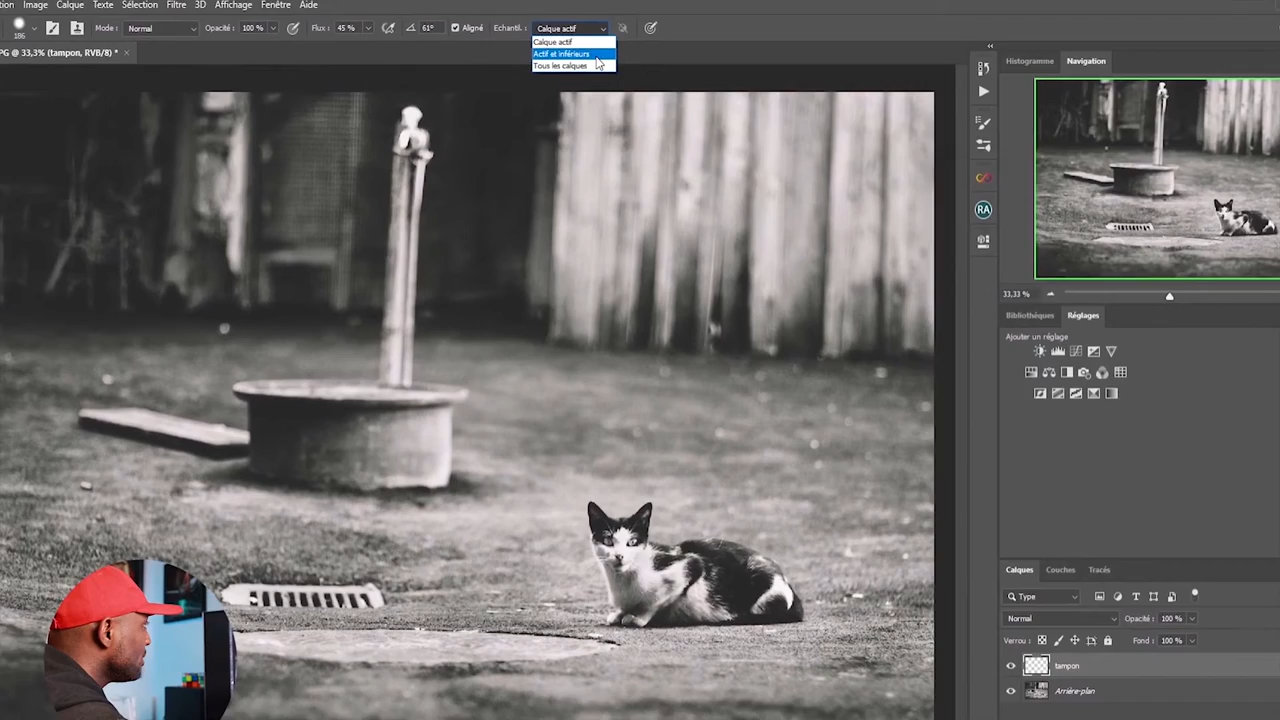 tion Image Calque Texte Sélection Filtre 3D Affichage Fenêtre Aide
186 Mode : Normal Opacité : 100 % Flux : 45 % 61° Aligné Echantil. : Calque actif
Calque actif
Actif et inférieurs
Tous les calques
PG @ 33,3% (tampon, RVB/8) *
Histogramme Navigation
RA
33,33 %
Bibliothèques Réglages
Ajouter un réglage
Calques Couches Tracés
Type
Normal Opacité : 100 %
Verrou : Fond : 100 %
tampon
Arrière-plan